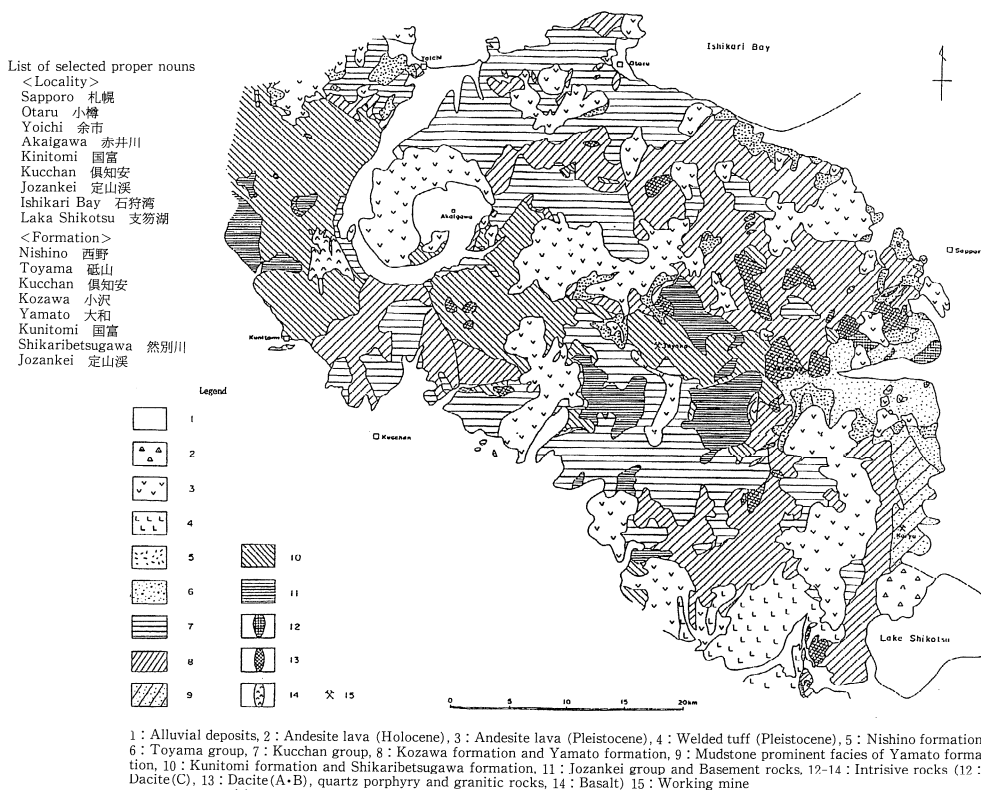 List of selected proper nouns
<Locality>
Sapporo 札幌
Otaru 小樽
Yoichi 余市
Akaigawa 赤井川
Kinitomi 国富
Kucchan 倶知安
Jozankei 定山渓
Ishikari Bay 石狩湾
Laka Shikotsu 支笏湖
<Formation>
Nishino 西野
Toyama 砥山
Kucchan 倶知安
Kozawa 小沢
Yamato 大和
Kunitomi 国富
Shikaribetsugawa 然別川
Jozankei 定山渓
Ishikari Bay
Yoichi
Otaru
Akaigawa
Sappor
Kunitomi
Toyoha
Kucchan
Koryu
Lake Shikotsu
Legend
1
2
3
4
5 10
6 11
7 12
8 13
9 14 15
0 5 10 15 20km
1：Alluvial deposits, 2：Andesite lava (Holocene), 3：Andesite lava (Pleistocene), 4：Welded tuff (Pleistocene), 5：Nishino formation
6：Toyama group, 7：Kucchan group, 8：Kozawa formation and Yamato formation, 9：Mudstone prominent facies of Yamato forma-
tion, 10：Kunitomi formation and Shikaribetsugawa formation, 11：Jozankei group and Basement rocks, 12-14：Intrisive rocks (12：
Dacite(C), 13：Dacite(A・B), quartz porphyry and granitic rocks, 14：Basalt) 15：Working mine